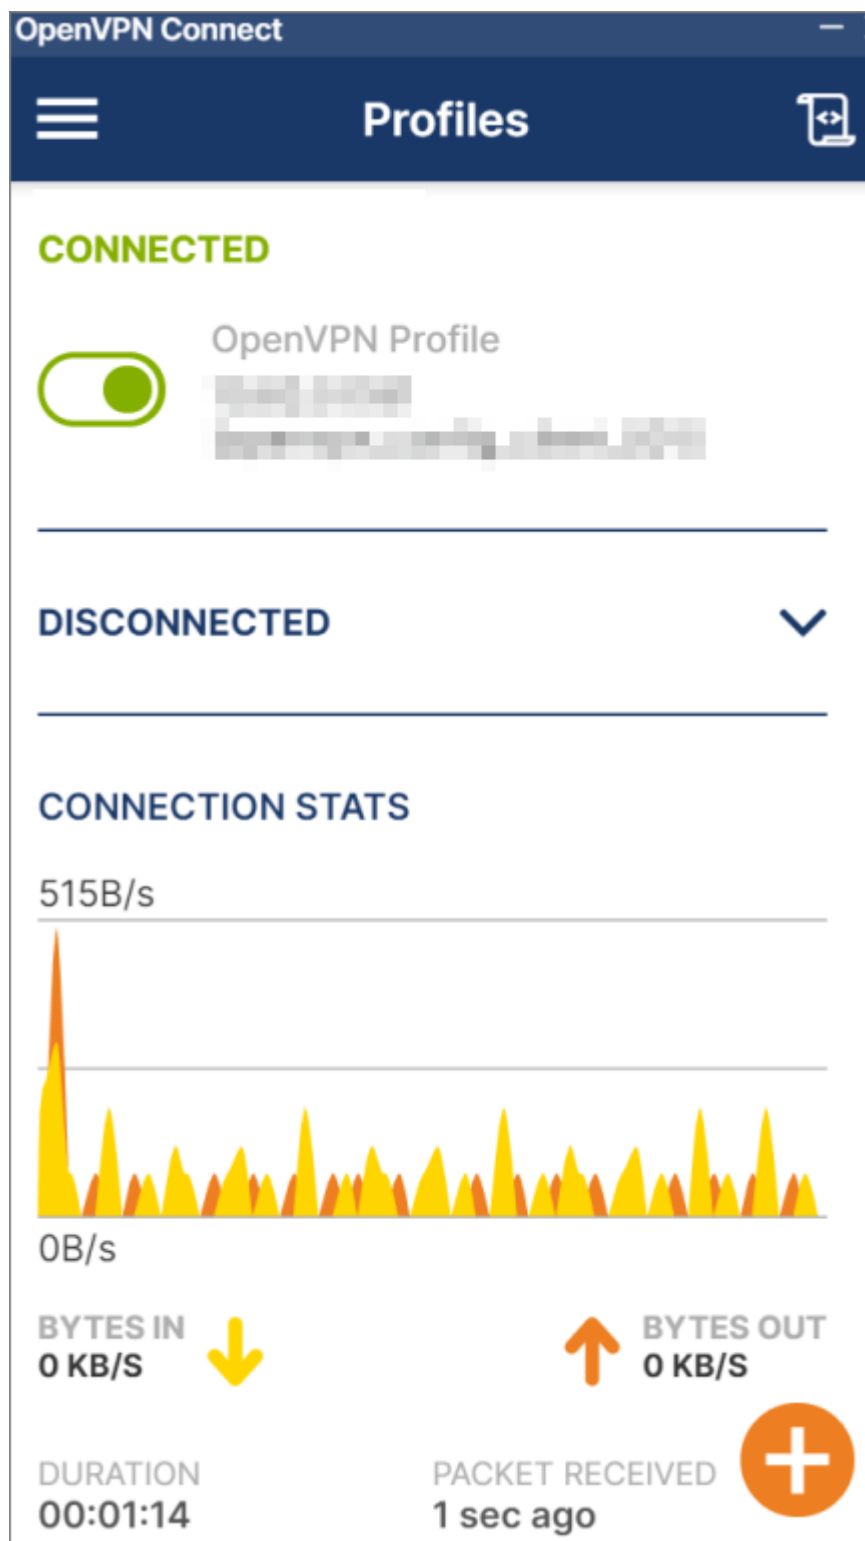 OpenVPN Connect
Profiles
CONNECTED
OpenVPN Profile
DISCONNECTED
CONNECTION STATS
515B/s
0B/s
BYTES IN
0 KB/S
BYTES OUT
0 KB/S
DURATION
00:01:14
PACKET RECEIVED
1 sec ago